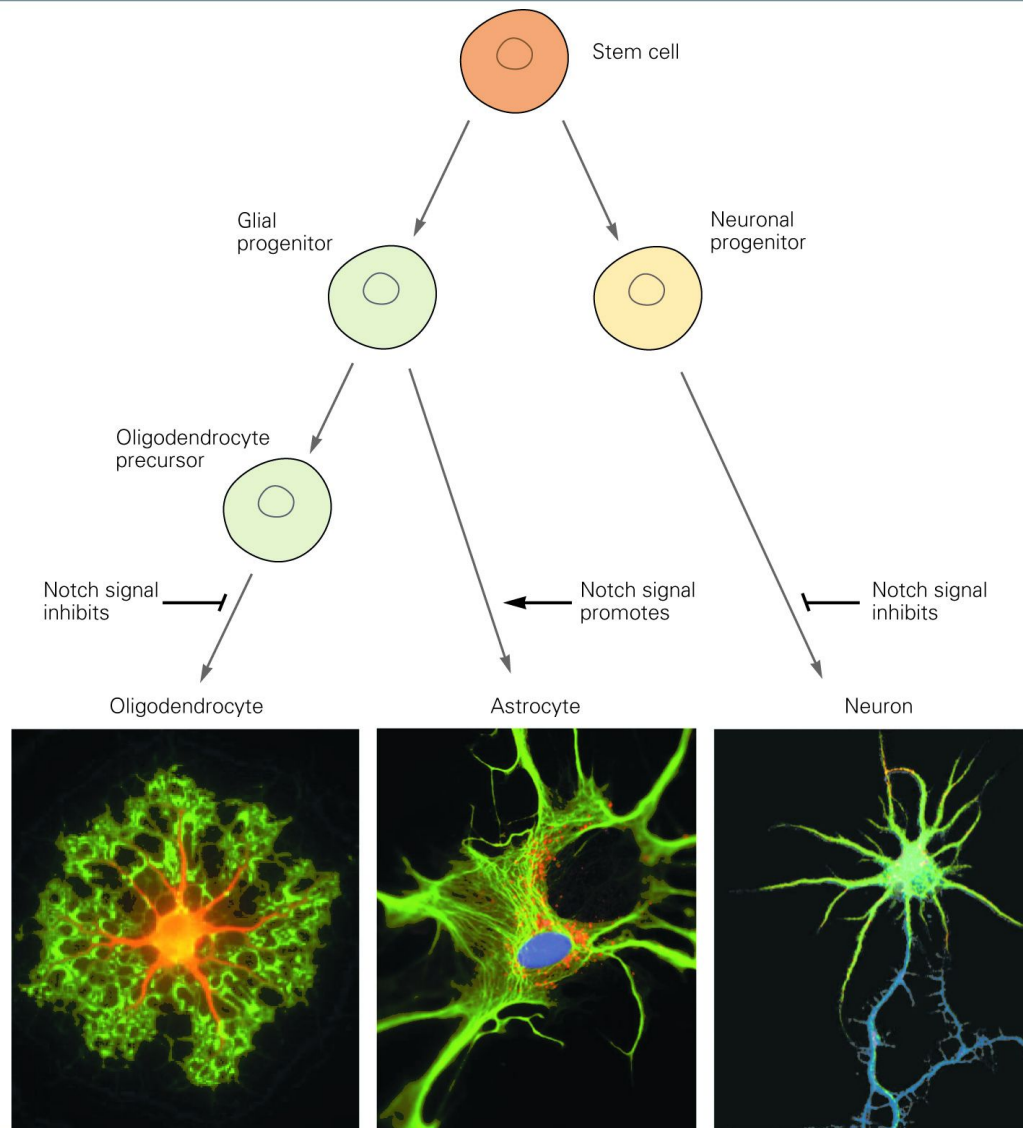 Stem cell
Glial
progenitor
Neuronal
progenitor
Oligodendrocyte
precursor
Notch signal
inhibits
Notch signal
promotes
Notch signal
inhibits
Oligodendrocyte
Astrocyte
Neuron